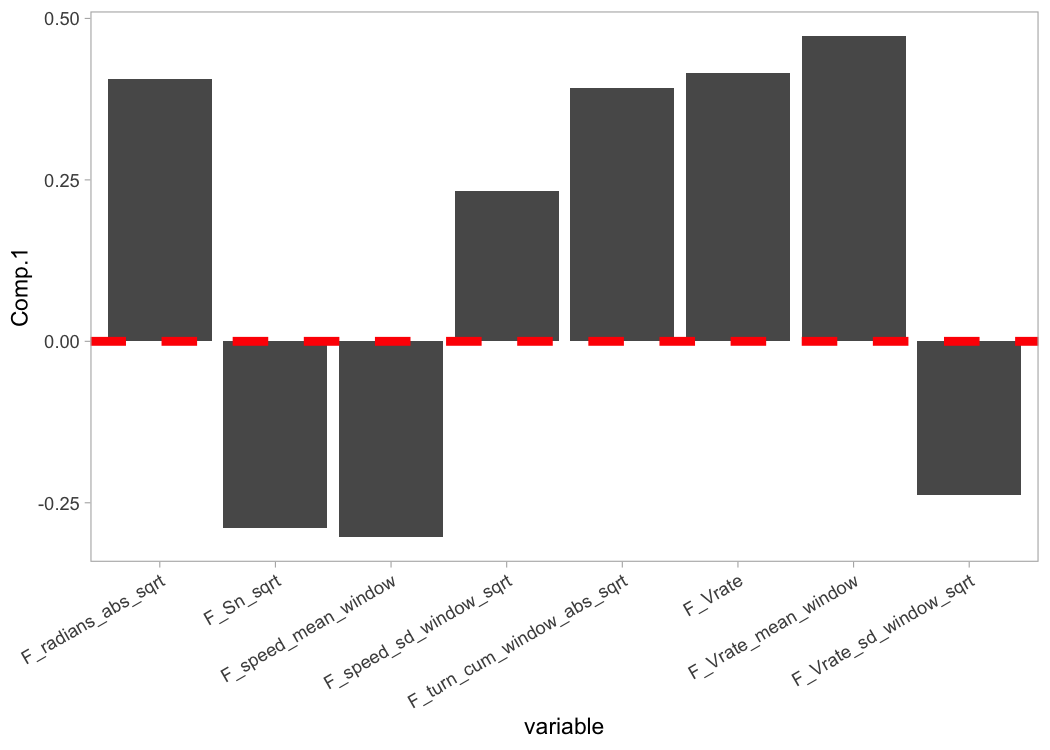 0.50
0.25
0.00
-0.25
Comp.1
F_radians_abs_sqrt
F_Sn_sqrt
F_speed_mean_window
F_speed_sd_window_sqrt
F_turn_cum_window_abs_sqrt
F_Vrate
F_Vrate_mean_window
F_Vrate_sd_window_sqrt
variable